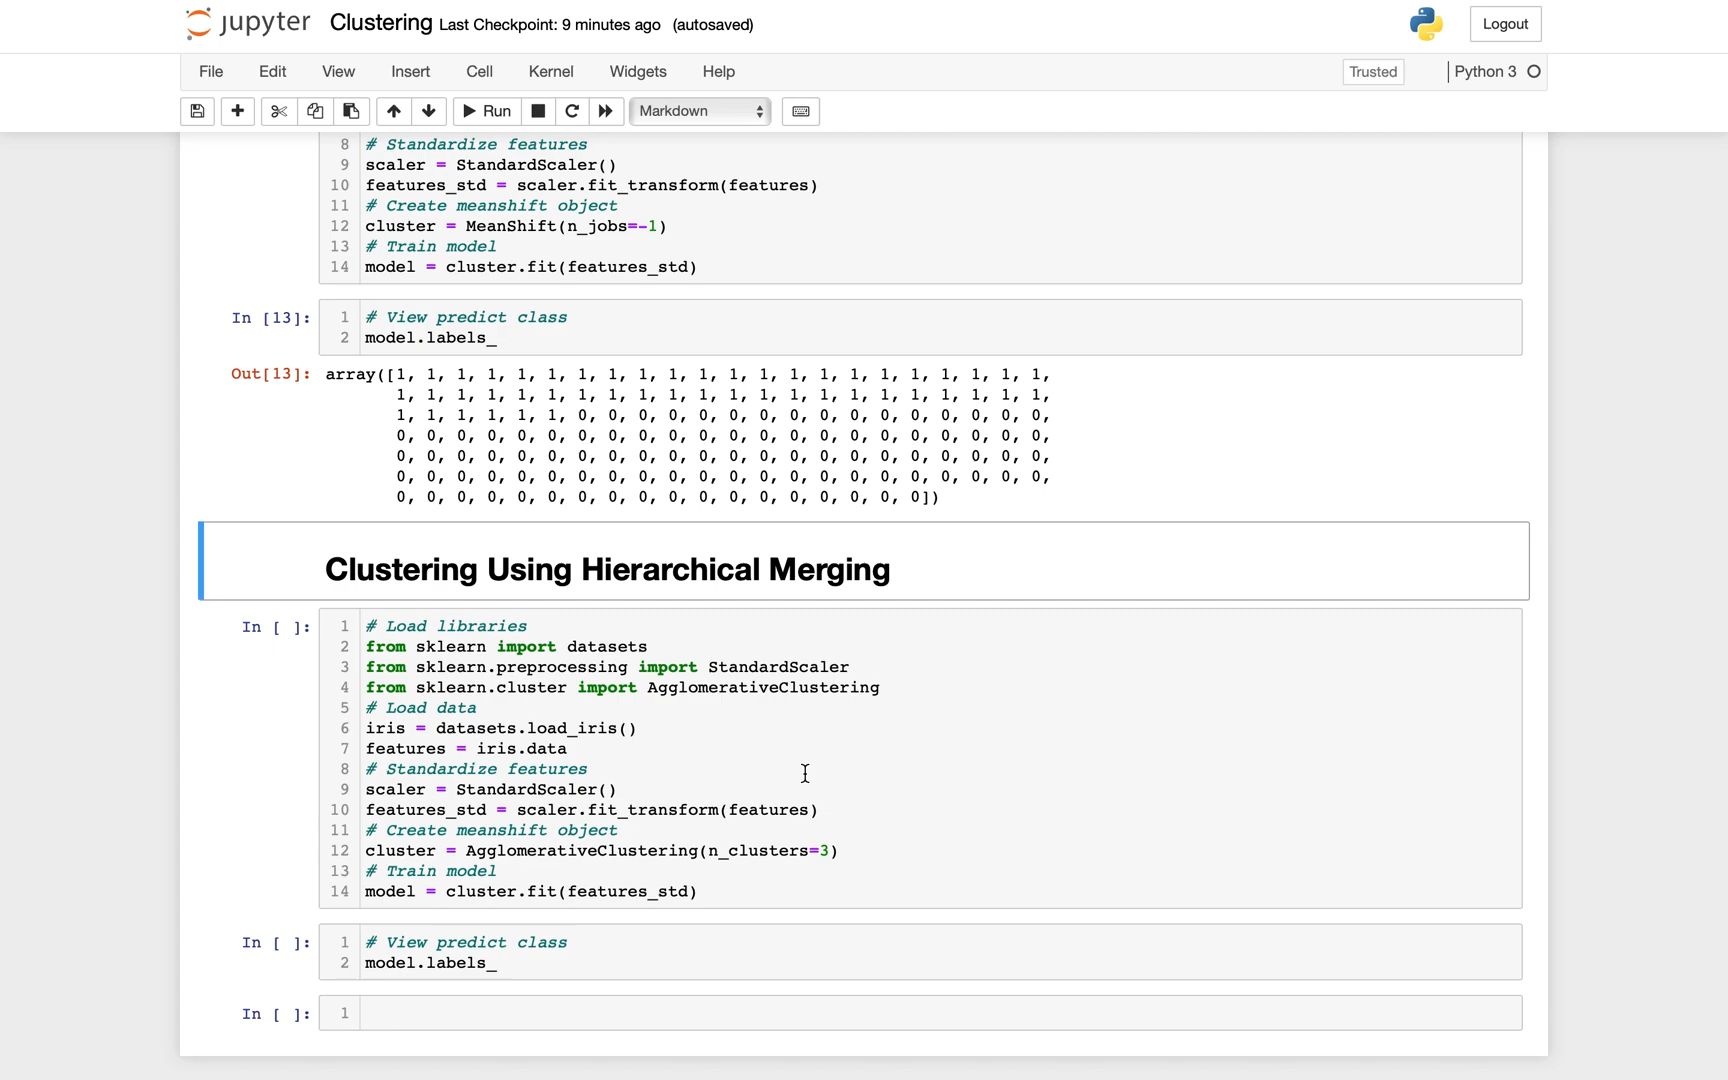 jupyter Clustering Last Checkpoint: 9 minutes ago (autosaved) Logout
File Edit View Insert Cell Kernel Widgets Help Trusted Python 3
Run Markdown
8 # Standardize features
9 scaler = StandardScaler()
10 features_std = scaler.fit_transform(features)
11 # Create meanshift object
12 cluster = MeanShift(n_jobs=-1)
13 # Train model
14 model = cluster.fit(features_std)
In [13]: 1 # View predict class
2 model.labels_
Out[13]: array([1, 1, 1, 1, 1, 1, 1, 1, 1, 1, 1, 1, 1, 1, 1, 1, 1, 1, 1, 1, 1, 1,
1, 1, 1, 1, 1, 1, 1, 1, 1, 1, 1, 1, 1, 1, 1, 1, 1, 1, 1, 1, 1, 1,
1, 1, 1, 1, 1, 1, 0, 0, 0, 0, 0, 0, 0, 0, 0, 0, 0, 0, 0, 0, 0, 0,
0, 0, 0, 0, 0, 0, 0, 0, 0, 0, 0, 0, 0, 0, 0, 0, 0, 0, 0, 0, 0, 0,
0, 0, 0, 0, 0, 0, 0, 0, 0, 0, 0, 0, 0, 0, 0, 0, 0, 0, 0, 0, 0, 0,
0, 0, 0, 0, 0, 0, 0, 0, 0, 0, 0, 0, 0, 0, 0, 0, 0, 0, 0, 0, 0, 0,
0, 0, 0, 0, 0, 0, 0, 0, 0, 0, 0, 0, 0, 0, 0, 0, 0, 0])
Clustering Using Hierarchical Merging
In [ ]: 1 # Load libraries
2 from sklearn import datasets
3 from sklearn.preprocessing import StandardScaler
4 from sklearn.cluster import AgglomerativeClustering
5 # Load data
6 iris = datasets.load_iris()
7 features = iris.data
8 # Standardize features
9 scaler = StandardScaler()
10 features_std = scaler.fit_transform(features)
11 # Create meanshift object
12 cluster = AgglomerativeClustering(n_clusters=3)
13 # Train model
14 model = cluster.fit(features_std)
In [ ]: 1 # View predict class
2 model.labels_
In [ ]: 1